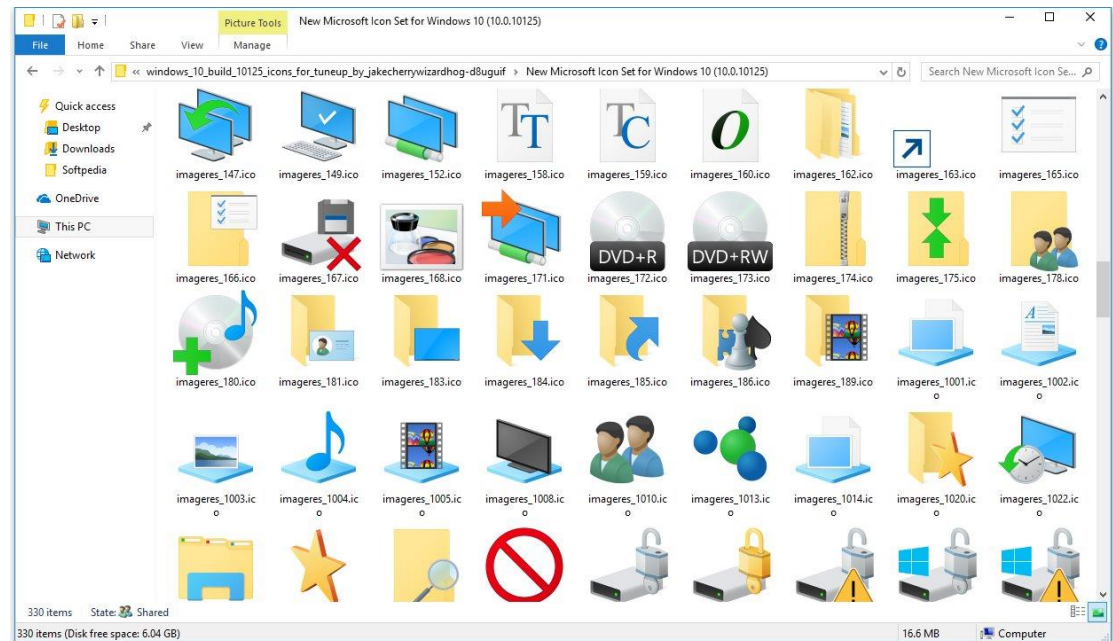 Picture Tools
New Microsoft Icon Set for Windows 10 (10.0.10125)
File Home Share View Manage
« windows_10_build_10125_icons_for_tuneup_by_jakecherrywizardhog-d8uguif › New Microsoft Icon Set for Windows 10 (10.0.10125)
Search New Microsoft Icon Se...
Quick access
Desktop
Downloads
Softpedia
OneDrive
This PC
Network
TT TC O
imageres_147.ico imageres_149.ico imageres_152.ico imageres_158.ico imageres_159.ico imageres_160.ico imageres_162.ico imageres_163.ico imageres_165.ico
DVD+R DVD+RW
imageres_166.ico imageres_167.ico imageres_168.ico imageres_171.ico imageres_172.ico imageres_173.ico imageres_174.ico imageres_175.ico imageres_178.ico
A
imageres_180.ico imageres_181.ico imageres_183.ico imageres_184.ico imageres_185.ico imageres_186.ico imageres_189.ico imageres_1001.ic imageres_1002.ic
o o
imageres_1003.ic imageres_1004.ic imageres_1005.ic imageres_1008.ic imageres_1010.ic imageres_1013.ic imageres_1014.ic imageres_1020.ic imageres_1022.ic
o o o o o o o o o
330 items State: Shared
330 items (Disk free space: 6.04 GB) 16.6 MB Computer